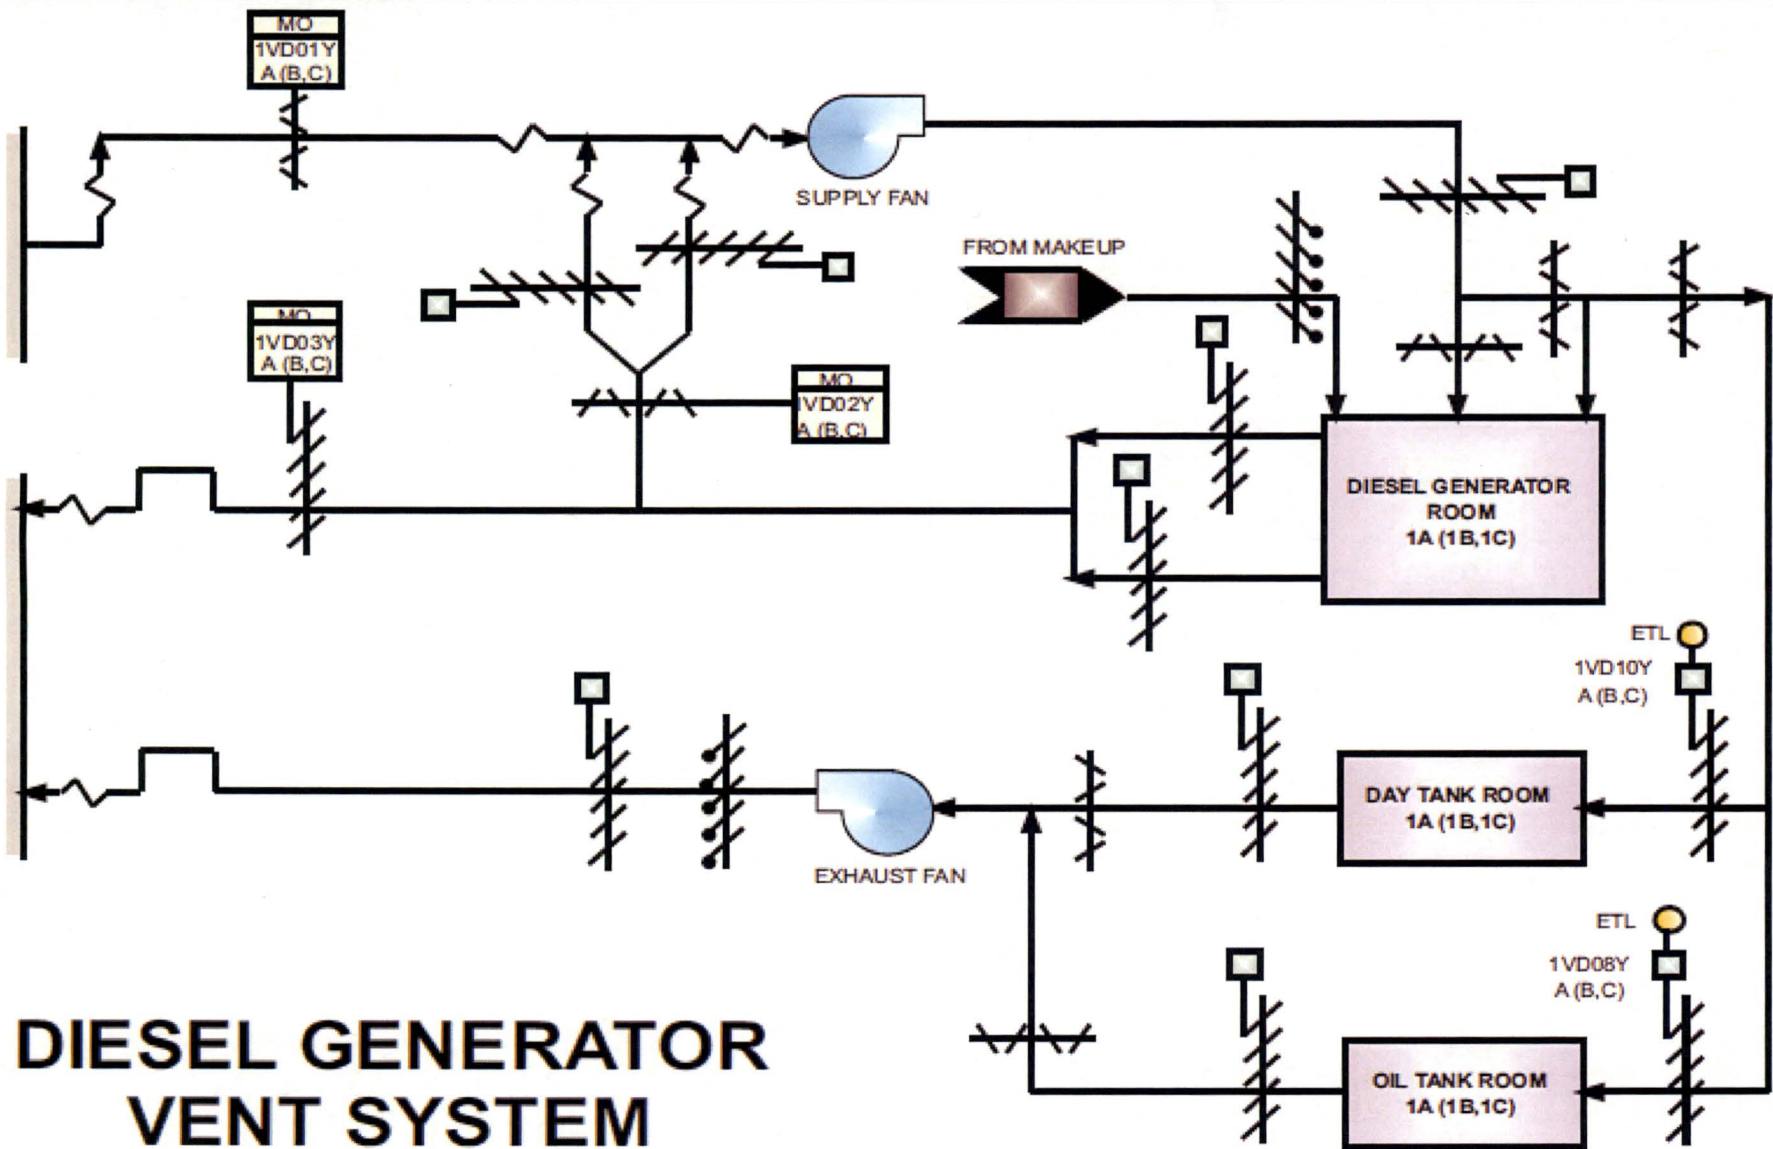 MO
1VD01Y
A (B,C)
SUPPLY FAN
FROM MAKEUP
MO
1VD03Y
A (B,C)
MO
1VD02Y
A (B,C)
DIESEL GENERATOR
ROOM
1A (1B,1C)
ETL
1VD10Y
A (B,C)
DAY TANK ROOM
1A (1B,1C)
EXHAUST FAN
ETL
1VD08Y
A (B,C)
OIL TANK ROOM
1A (1B,1C)
DIESEL GENERATOR
VENT SYSTEM